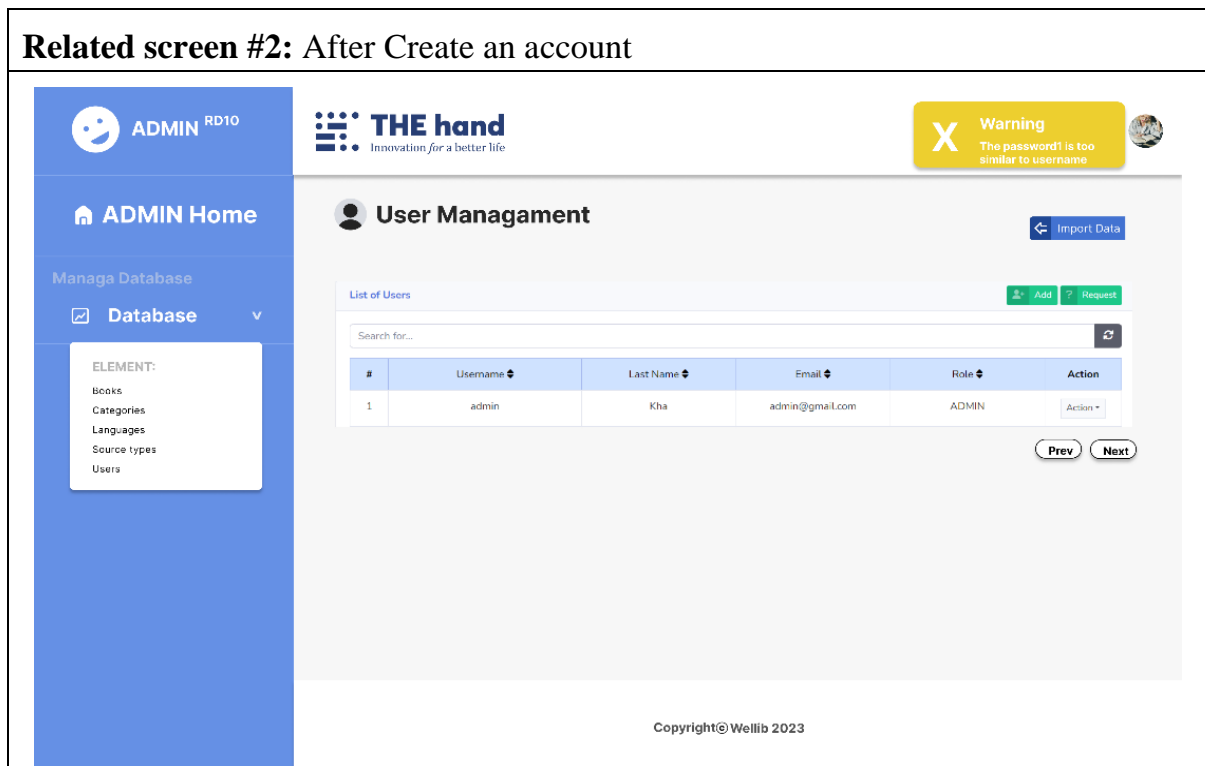 Related screen #2: After Create an account
ADMIN RD10
THE hand
Innovation for a better life
X
Warning
The password1 is too
similar to username
ADMIN Home
User Managament
Import Data
Managa Database
Database v
List of Users
Add
? Request
Search for...
ELEMENT:
Books
Categories
Languages
Source types
Users
# Username Last Name Email Role Action
1 admin Kha admin@gmail.com ADMIN Action
Prev Next
Copyright©Wellib 2023